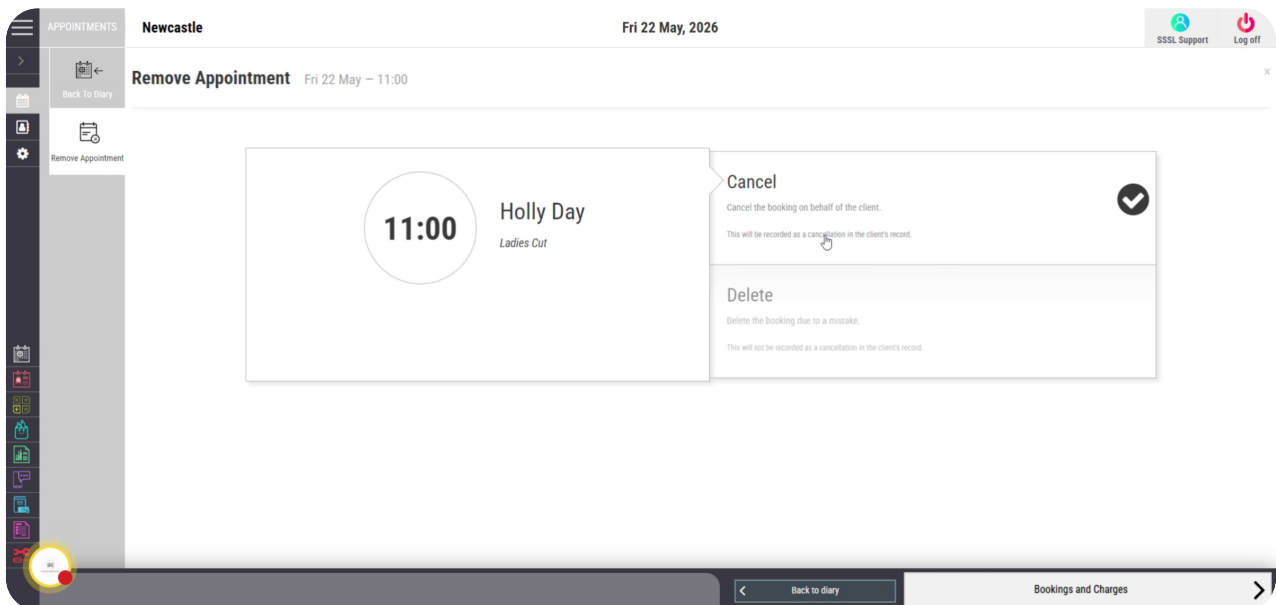 APPOINTMENTS
Newcastle
Fri 22 May, 2026
SSSL Support
Log off
Back To Diary
Remove Appointment Fri 22 May — 11:00
x
Remove Appointment
11:00
Holly Day
Ladies Cut
Cancel
Cancel the booking on behalf of the client.
This will be recorded as a cancellation in the client's record.
Delete
Delete the booking due to a mistake.
This will not be recorded as a cancellation in the client's record.
Back to diary
Bookings and Charges